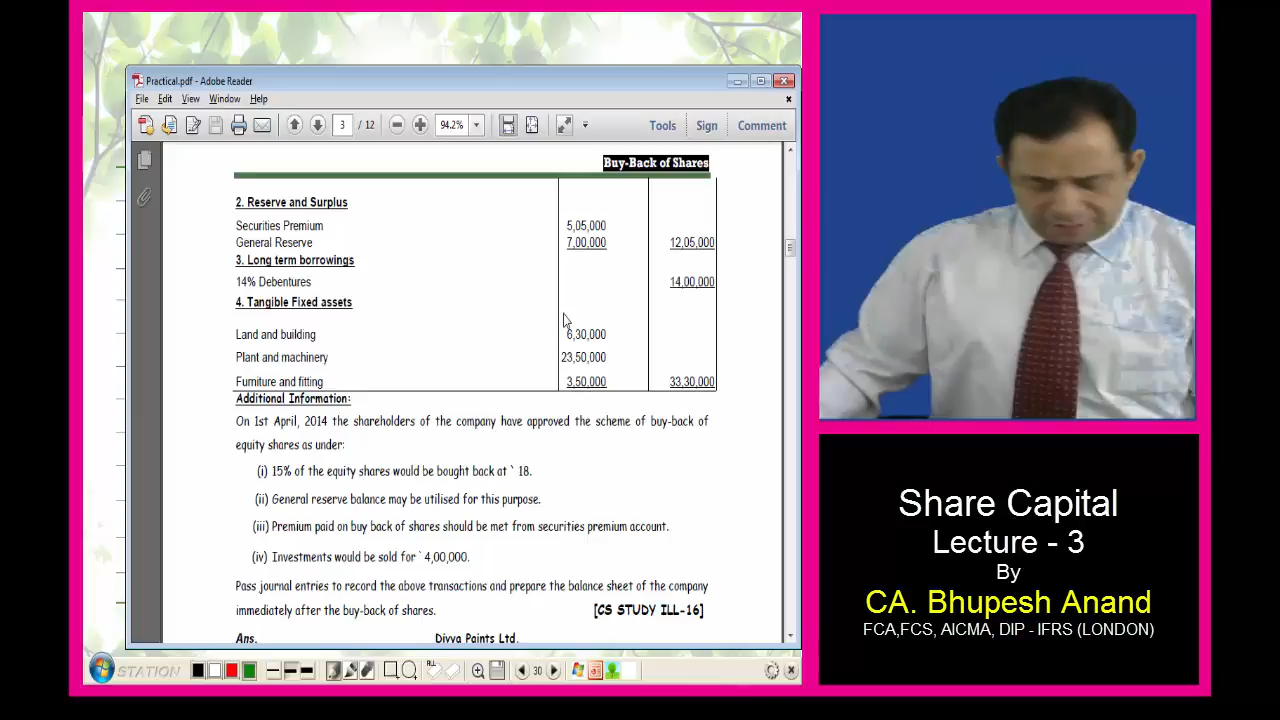 Practical.pdf - Adobe Reader
File Edit View Window Help
3 / 12 94.2% Tools Sign Comment
Buy-Back of Shares
2. Reserve and Surplus
Securities Premium 5,05,000
General Reserve 7,00,000 12,05,000
3. Long term borrowings
14% Debentures 14,00,000
4. Tangible Fixed assets
Land and building 6,30,000
Plant and machinery 23,50,000
Furniture and fitting 3,50,000 33,30,000
Additional Information:
On 1st April, 2014 the shareholders of the company have approved the scheme of buy-back of
equity shares as under:
(i) 15% of the equity shares would be bought back at ` 18.
(ii) General reserve balance may be utilised for this purpose.
(iii) Premium paid on buy back of shares should be met from securities premium account.
(iv) Investments would be sold for ` 4,00,000.
Pass journal entries to record the above transactions and prepare the balance sheet of the company
immediately after the buy-back of shares. [CS STUDY ILL-16]
Ans. Divya Paints Ltd.
STATION
ALL
30
Share Capital
Lecture - 3
By
CA. Bhupesh Anand
FCA,FCS, AICMA, DIP - IFRS (LONDON)